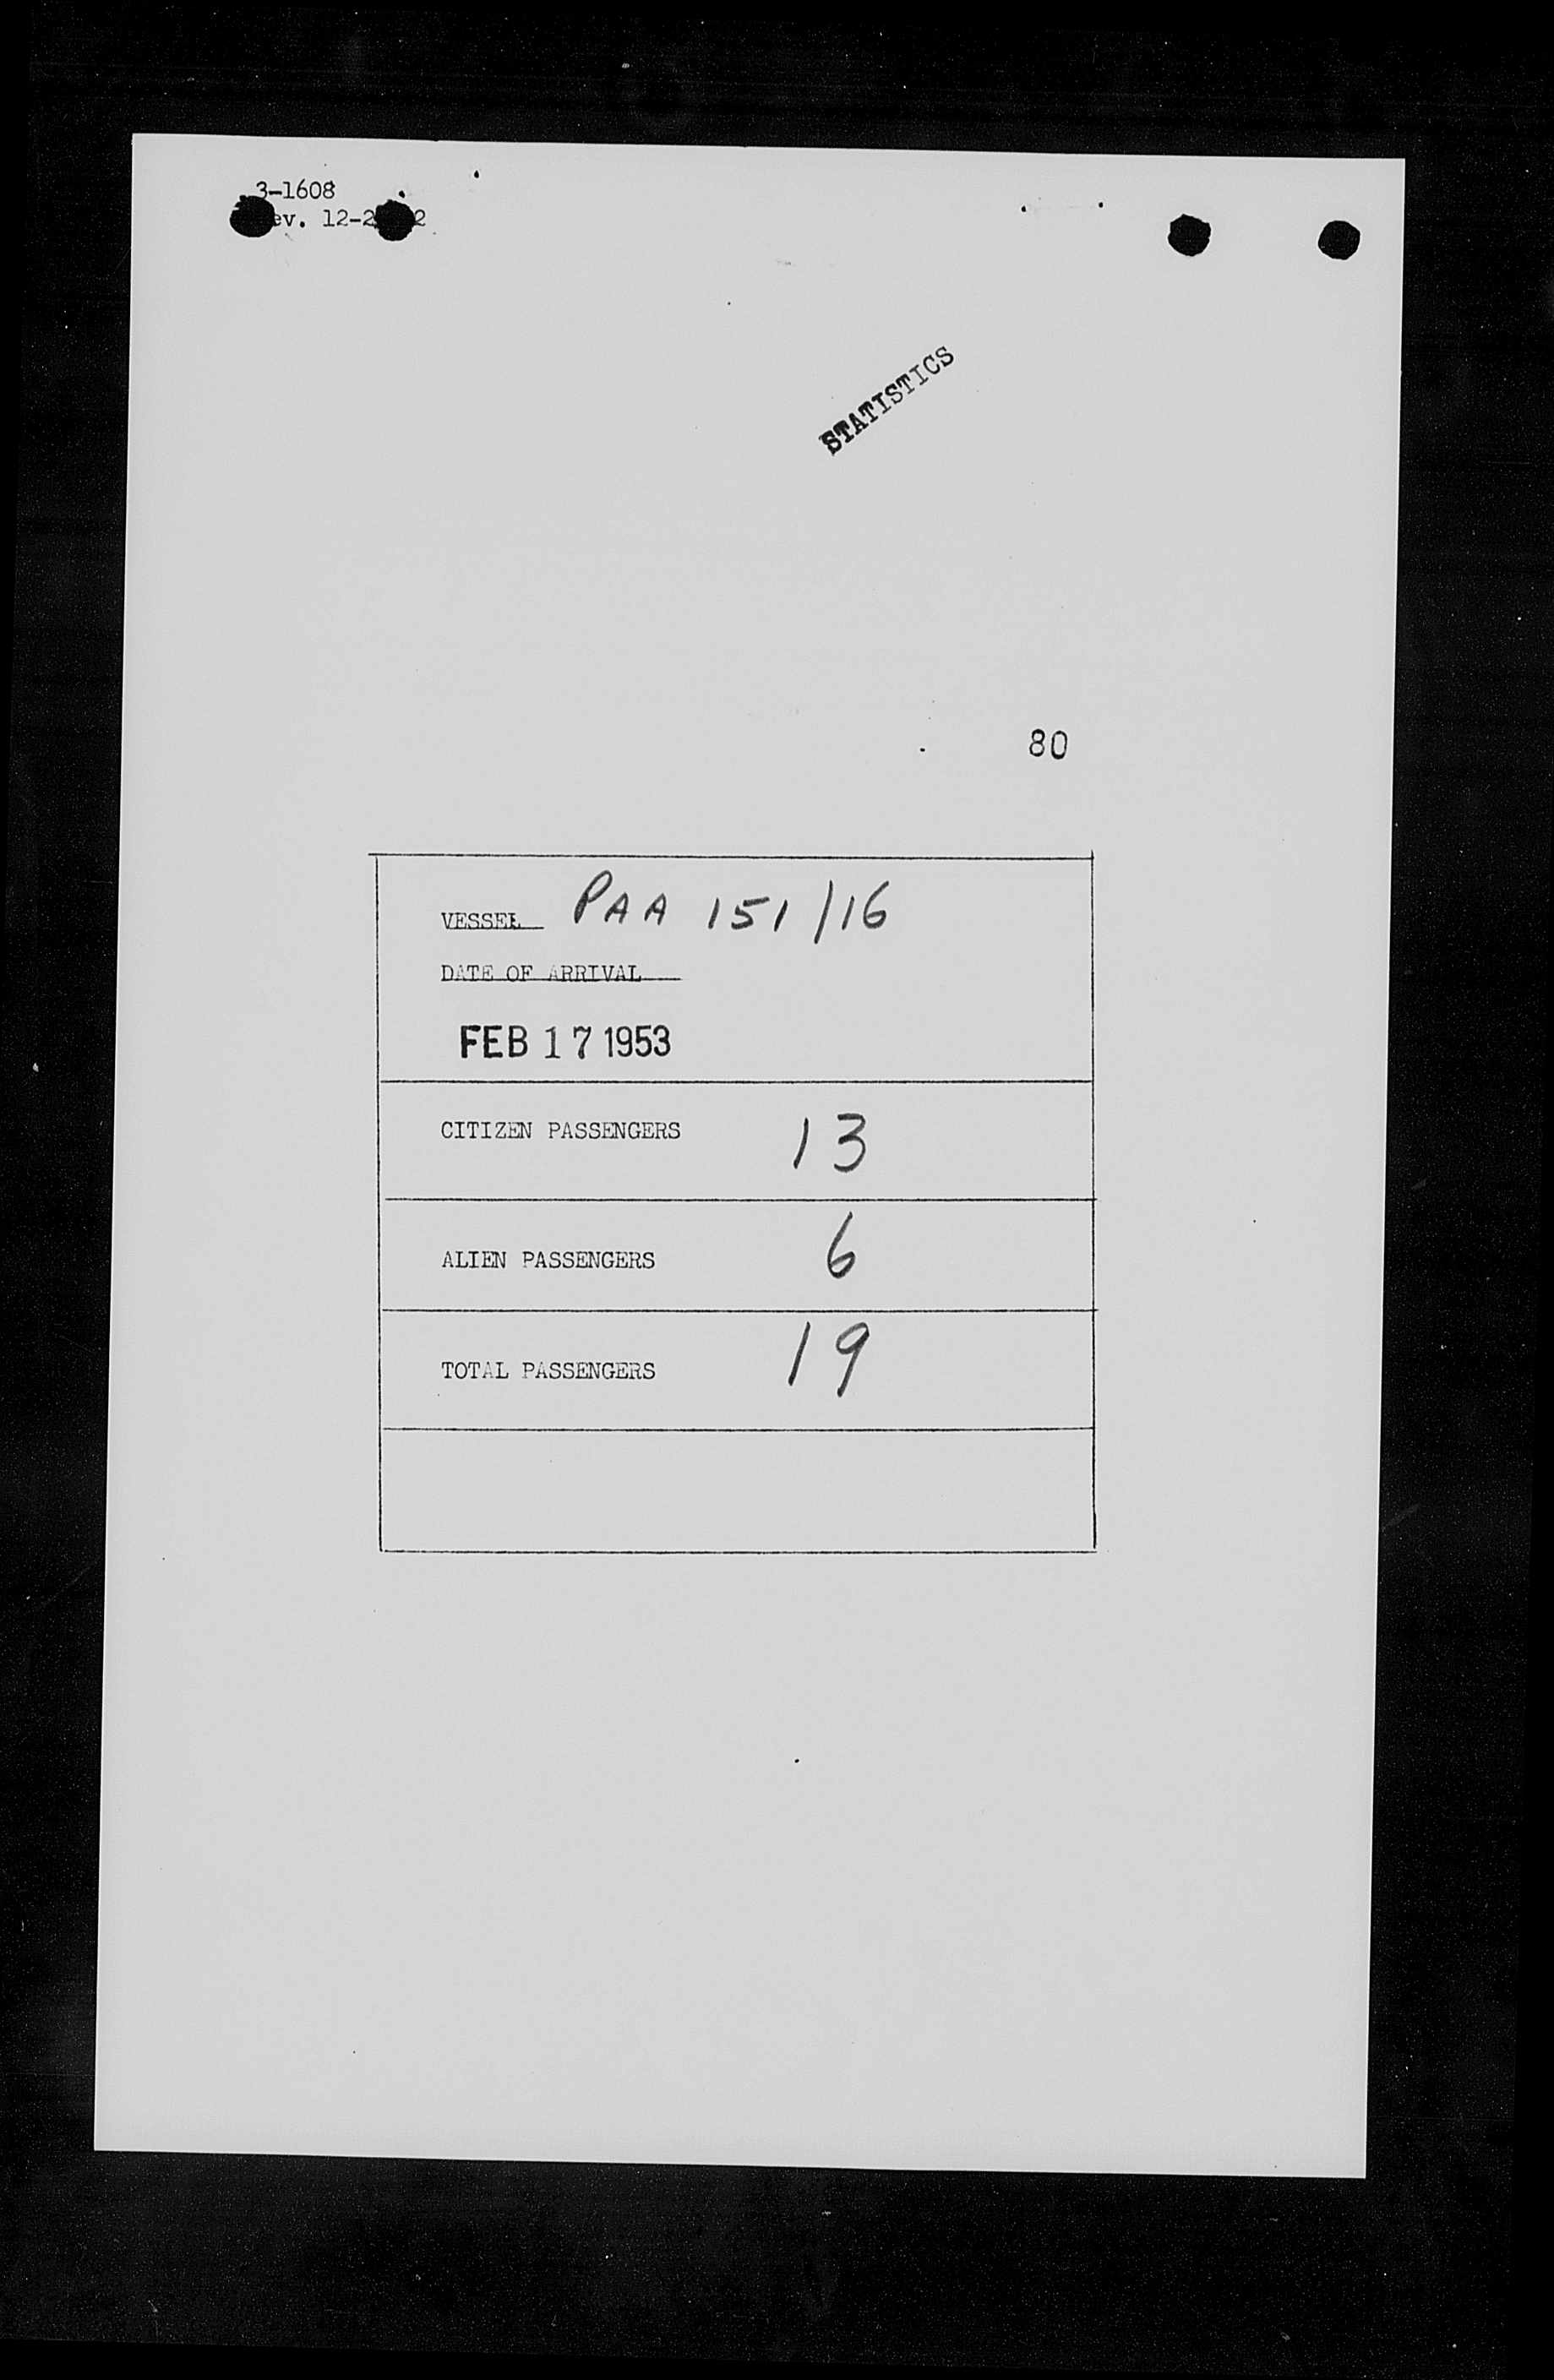 3-1608
ev. 12-2 2
STATISTICS
80
VESSEL PAA 151/16
DATE OF ARRIVAL
FEB 17 1953
CITIZEN PASSENGERS 13
ALIEN PASSENGERS 6
TOTAL PASSENGERS 19